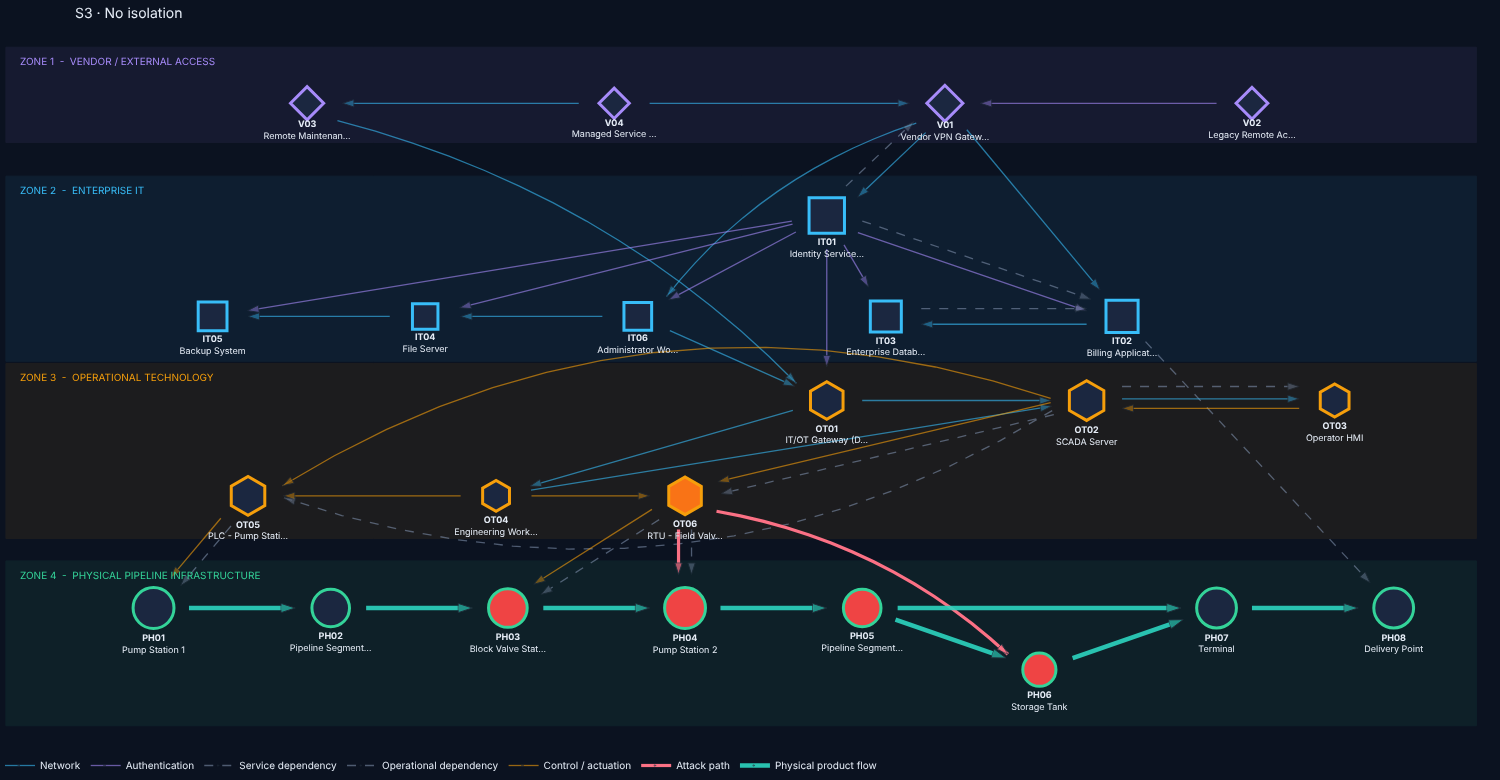 S3 · No isolation
ZONE 1 - VENDOR / EXTERNAL ACCESS
V03
Remote Maintenan...
V04
Managed Service ...
V01
Vendor VPN Gatew...
V02
Legacy Remote Ac...
ZONE 2 - ENTERPRISE IT
IT01
Identity Service...
IT05
Backup System
IT04
File Server
IT06
Administrator Wo...
IT03
Enterprise Datab...
IT02
Billing Applicat...
ZONE 3 - OPERATIONAL TECHNOLOGY
OT01
IT/OT Gateway (D...
OT02
SCADA Server
OT03
Operator HMI
OT05
PLC - Pump Stati...
OT04
Engineering Work...
OT06
RTU - Field Valv...
ZONE 4 - PHYSICAL PIPELINE INFRASTRUCTURE
PH01
Pump Station 1
PH02
Pipeline Segment...
PH03
Block Valve Stat...
PH04
Pump Station 2
PH05
Pipeline Segment...
PH07
Terminal
PH08
Delivery Point
PH06
Storage Tank
Network
Authentication
Service dependency
Operational dependency
Control / actuation
Attack path
Physical product flow